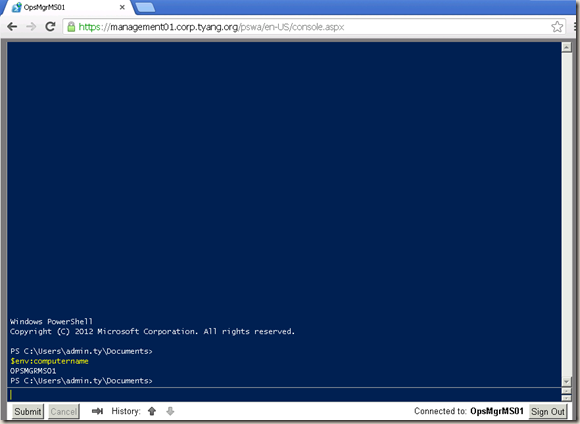 OpsMgrMS01
https://management01.corp.tyang.org/pswa/en-US/console.aspx
Windows PowerShell
Copyright (C) 2012 Microsoft Corporation. All rights reserved.
PS C:\Users\admin.ty\Documents>
$env:computername
OPSMGRMS01
PS C:\Users\admin.ty\Documents>
Submit Cancel History: Connected to: OpsMgrMS01 Sign Out